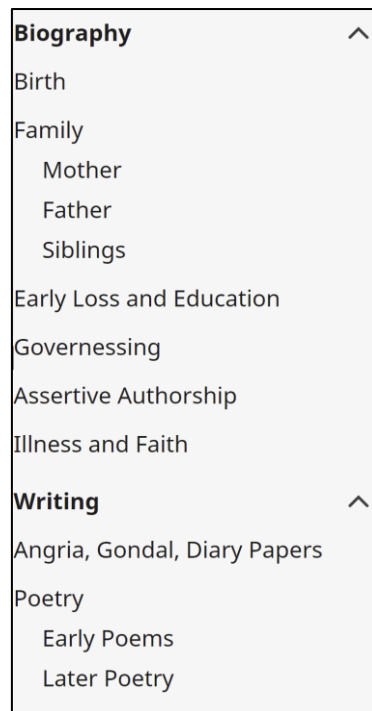 Biography
Birth
Family
Mother
Father
Siblings
Early Loss and Education
Governessing
Assertive Authorship
Illness and Faith
Writing
Angria, Gondal, Diary Papers
Poetry
Early Poems
Later Poetry